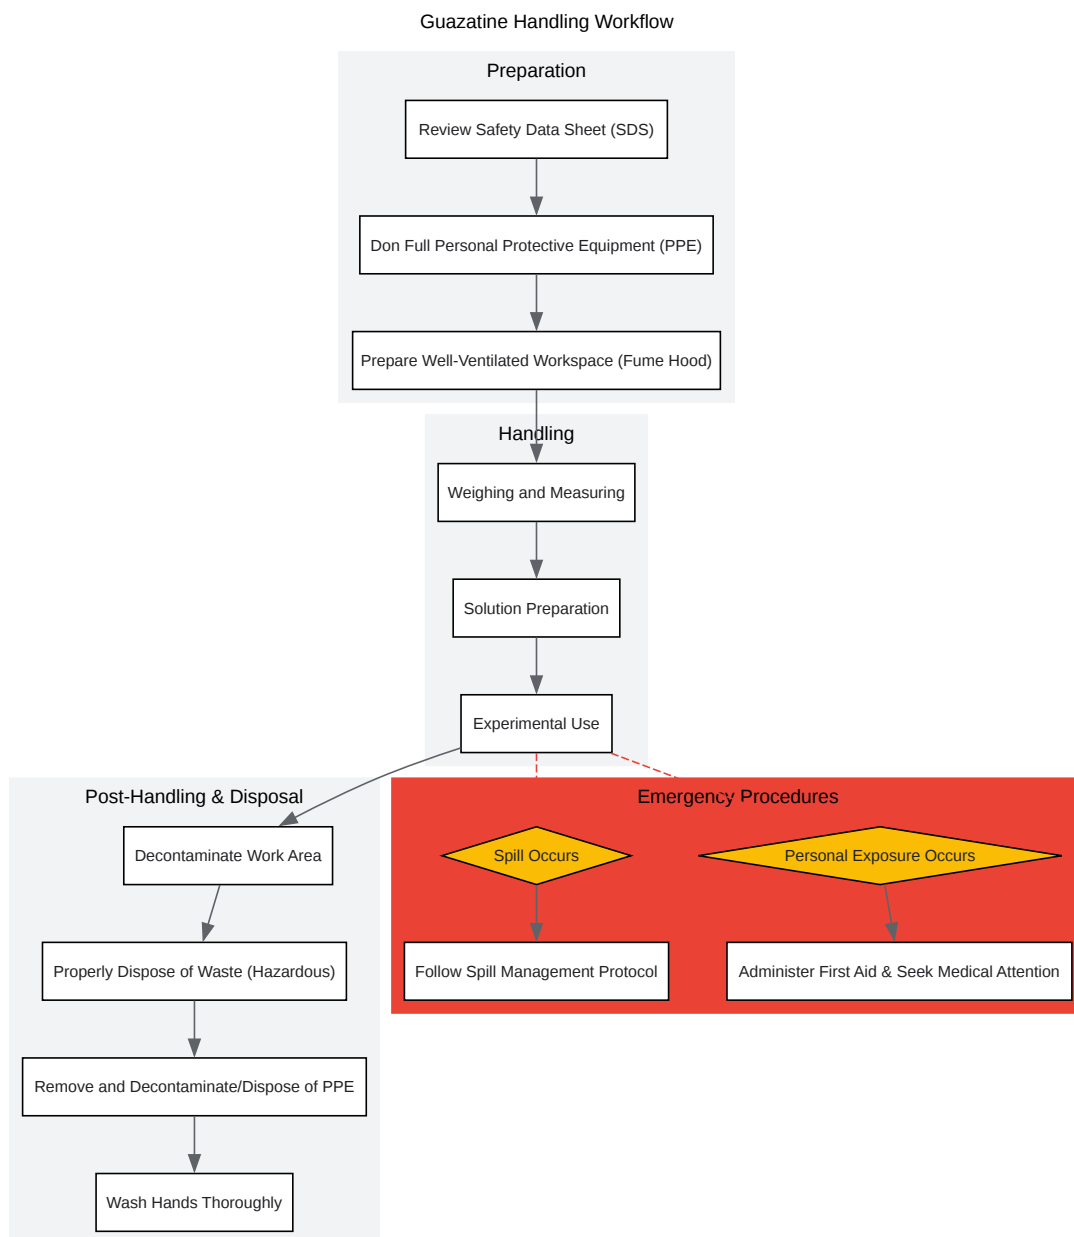 Guazatine Handling Workflow
Preparation
Review Safety Data Sheet (SDS)
Don Full Personal Protective Equipment (PPE)
Prepare Well-Ventilated Workspace (Fume Hood)
Handling
Weighing and Measuring
Solution Preparation
Experimental Use
Post-Handling & Disposal
Decontaminate Work Area
Properly Dispose of Waste (Hazardous)
Remove and Decontaminate/Dispose of PPE
Wash Hands Thoroughly
Emergency Procedures
Spill Occurs
Follow Spill Management Protocol
Personal Exposure Occurs
Administer First Aid & Seek Medical Attention